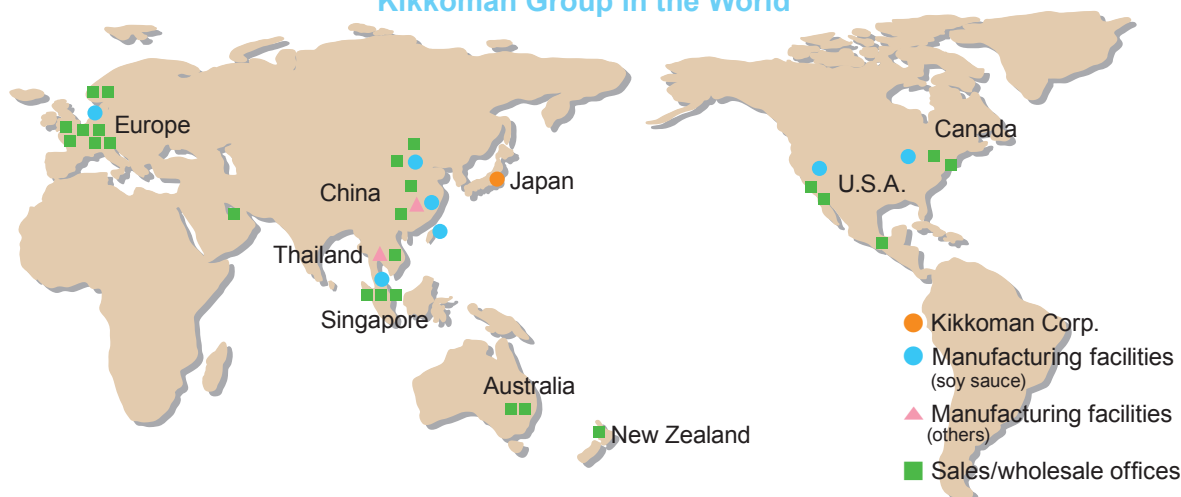 Kikkoman Group in the World
Europe
Canada
Japan
U.S.A.
China
Thailand
Singapore
Australia
New Zealand
Kikkoman Corp.
Manufacturing facilities
(soy sauce)
Manufacturing facilities
(others)
Sales/wholesale offices